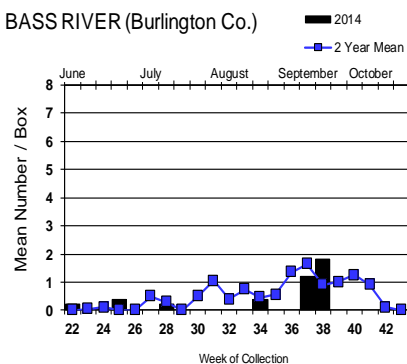 BASS RIVER (Burlington Co.)
2014
2 Year Mean
June July August September October
8
7
6
5
4
3
2
1
0
Mean Number / Box
22 24 26 28 30 32 34 36 38 40 42
Week of Collection